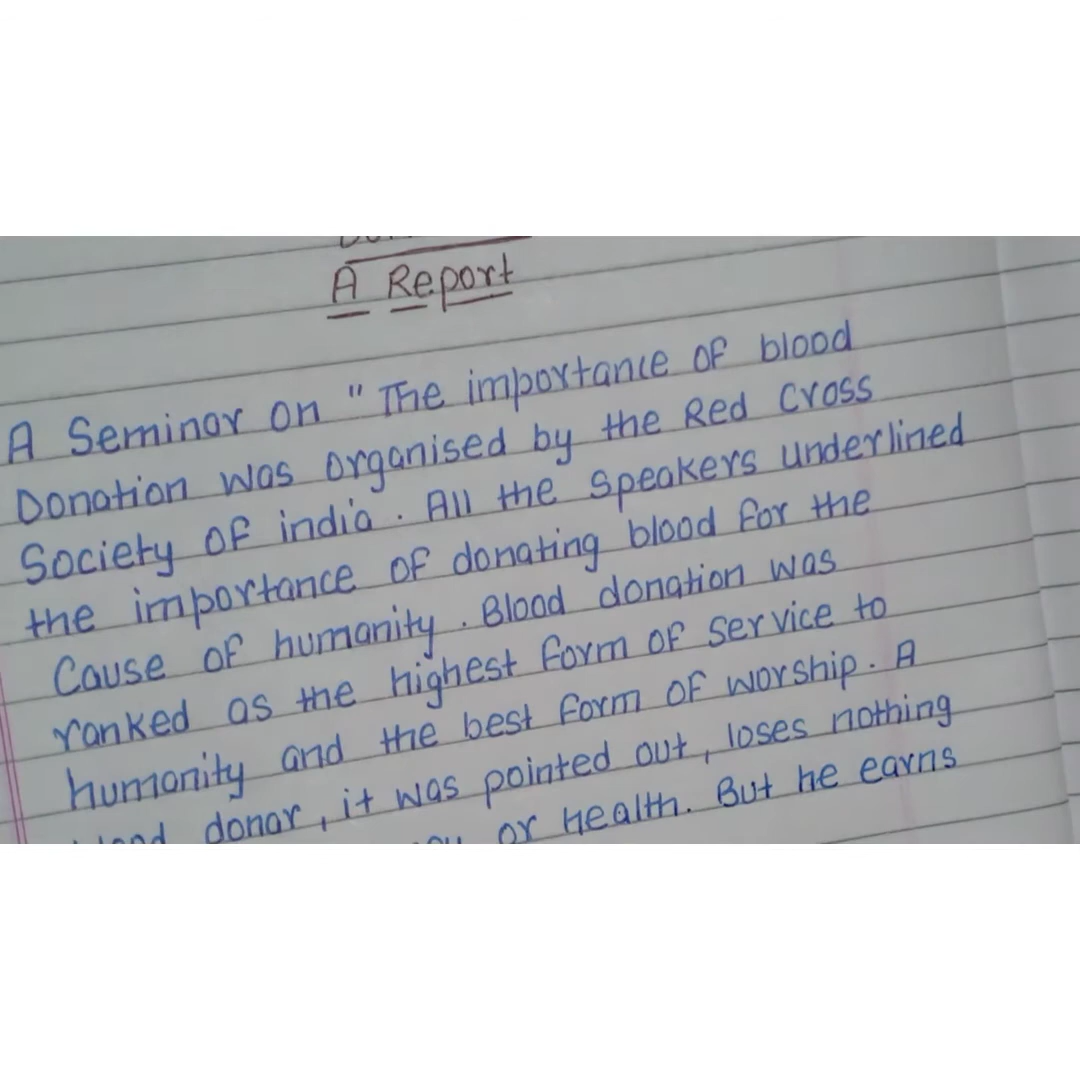 A Report
A Seminar on " The importance of blood
Donation was organised by the Red Cross
Society of india. All the speakers underlined
the importance of donating blood for the
Cause of humanity. Blood donation was
ranked as the highest form of service to
humanity and the best form of worship. A
donar, it was pointed out, loses nothing
or health. But he earns